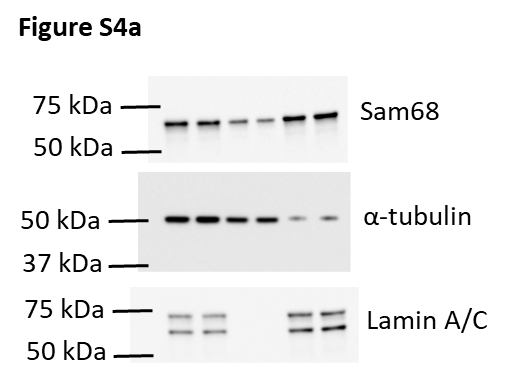 Figure S4a
75 kDa
Sam68
50 kDa
50 kDa
α-tubulin
37 kDa
75 kDa
Lamin A/C
50 kDa